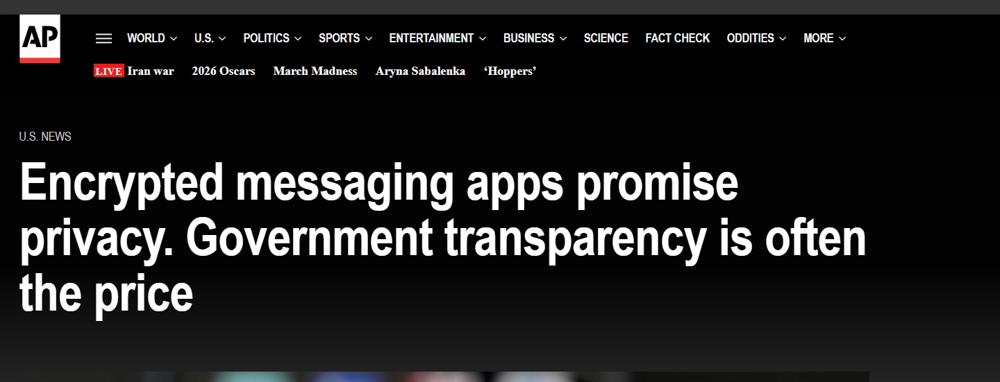 AP
WORLD U.S. POLITICS SPORTS ENTERTAINMENT BUSINESS SCIENCE FACT CHECK ODDITIES MORE
LIVE Iran war 2026 Oscars March Madness Aryna Sabalenka ‘Hoppers’
U.S. NEWS
Encrypted messaging apps promise
privacy. Government transparency is often
the price